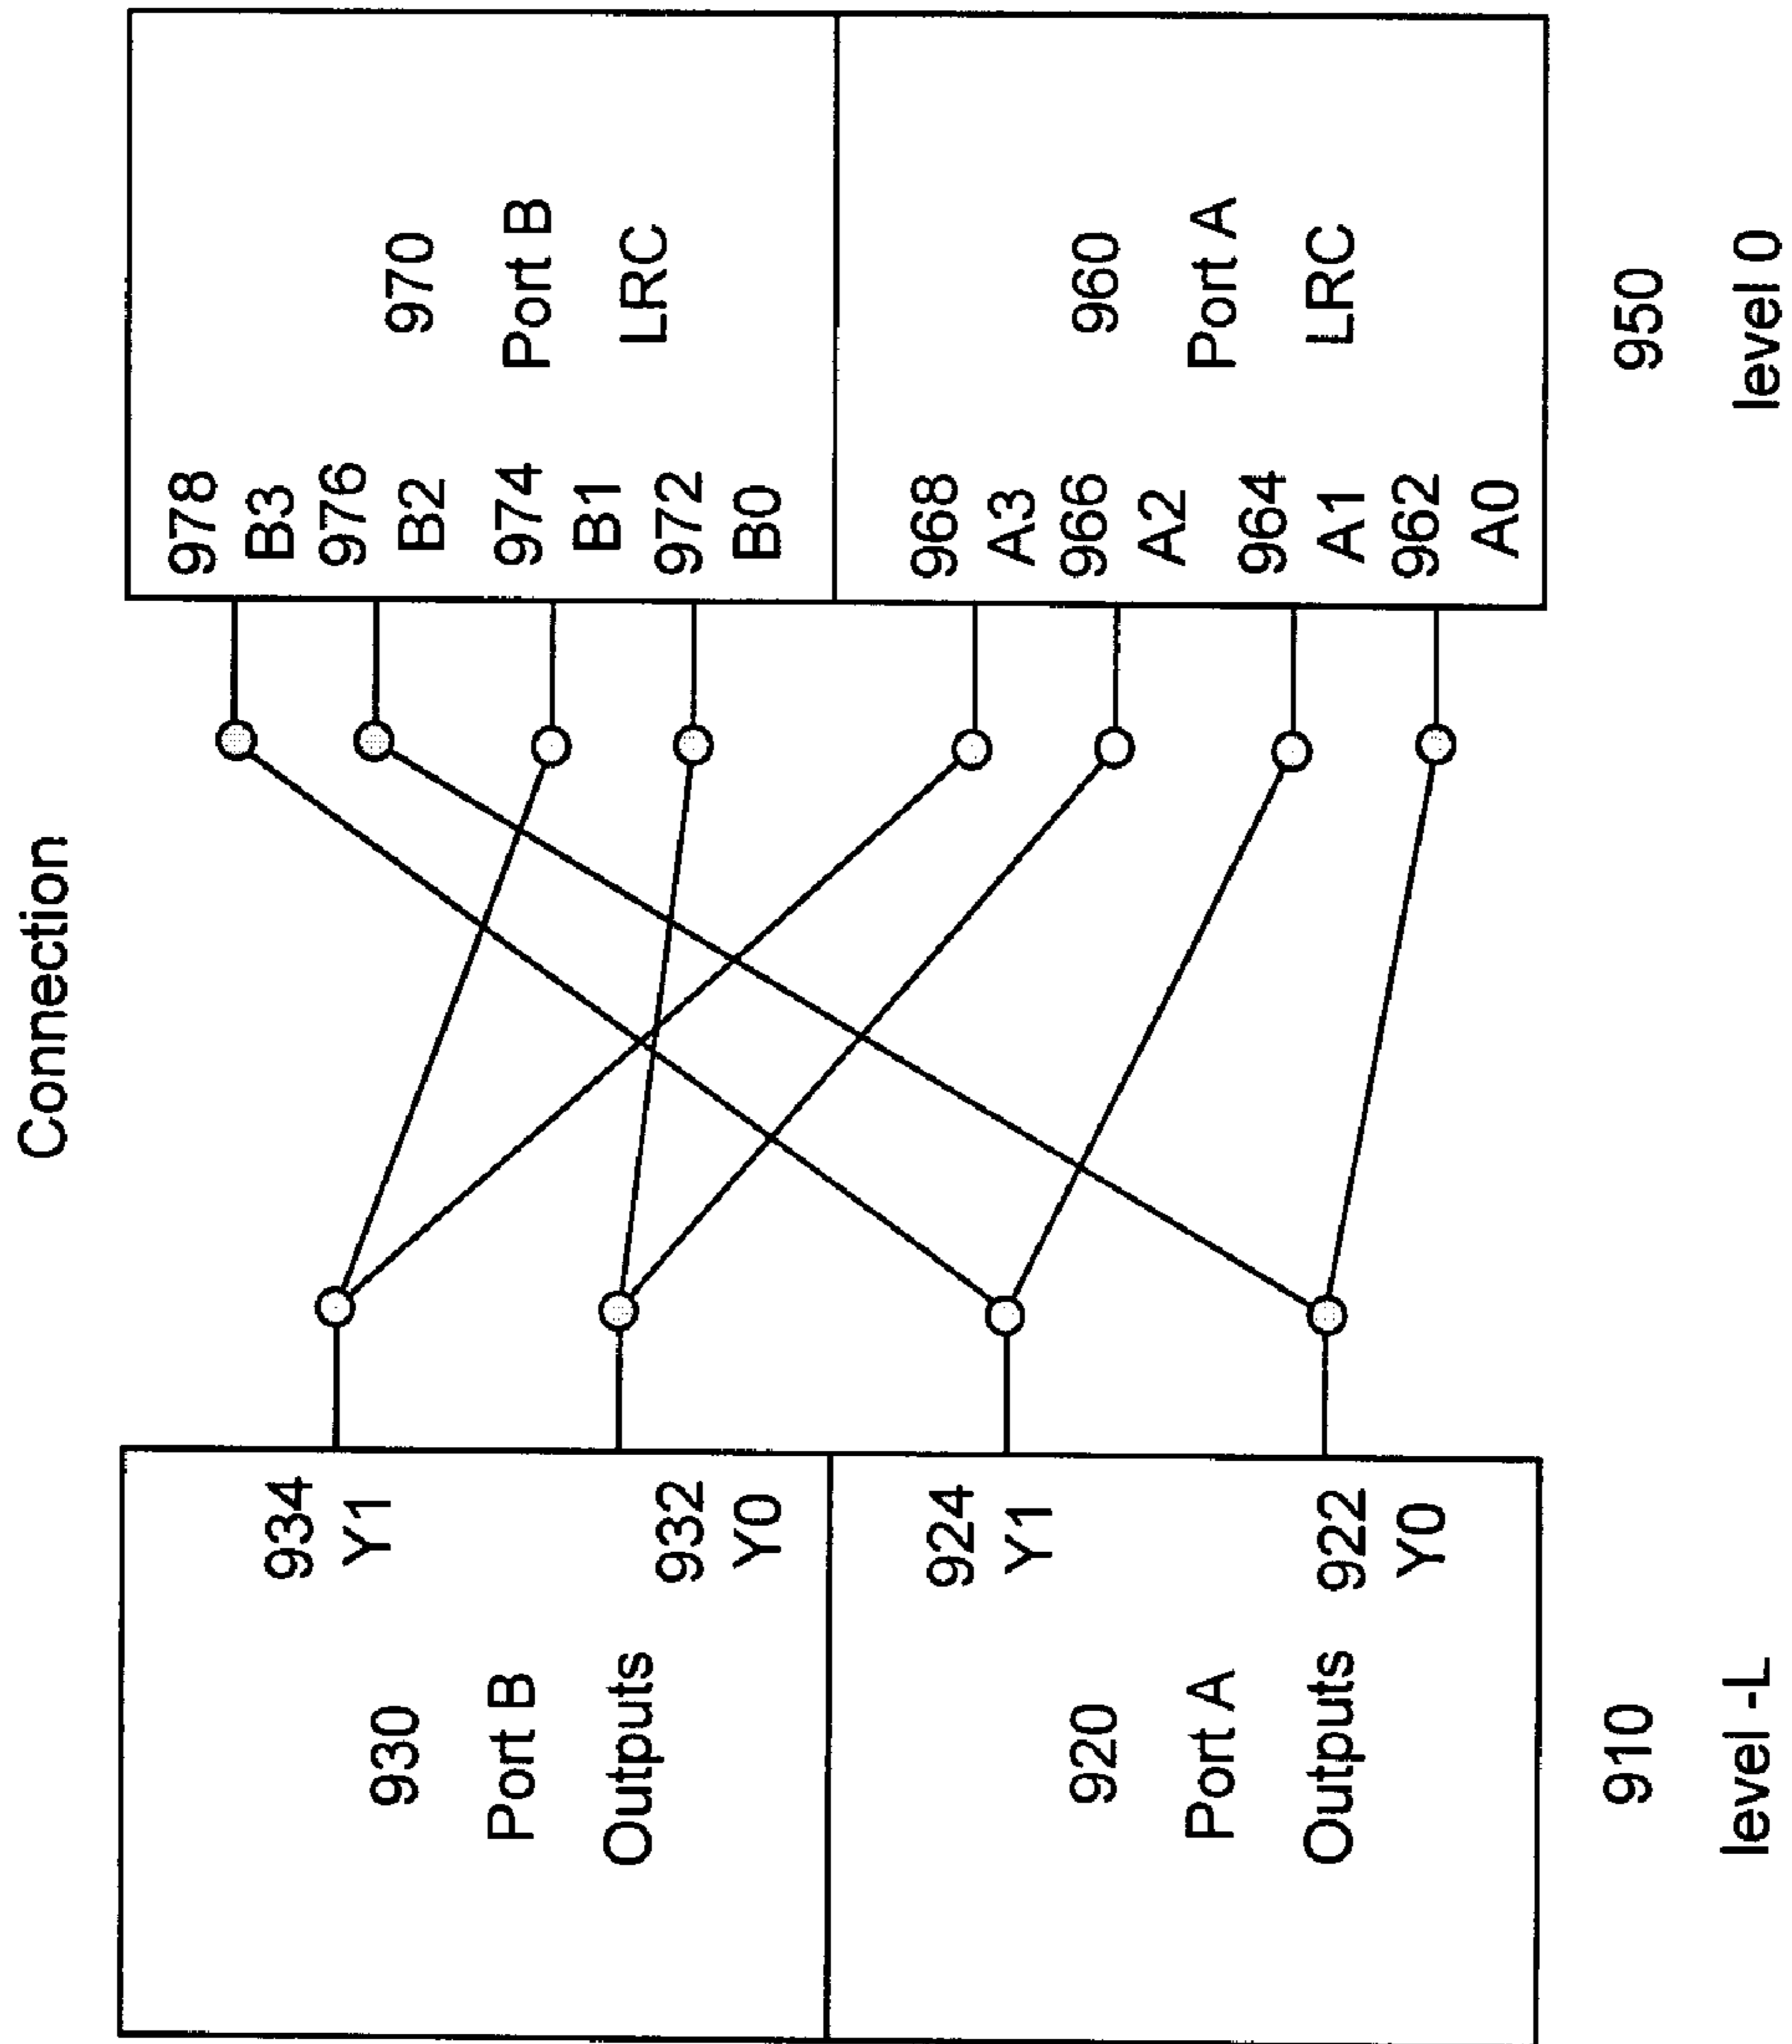 Connection
934
Y1
930
Port B
Outputs
932
Y0
924
Y1
920
Port A
Outputs
922
Y0
910
level -L
978
B3
976
B2
974
B1
972
B0
970
Port B
LRC
968
A3
966
A2
964
A1
962
A0
960
Port A
LRC
950
level 0